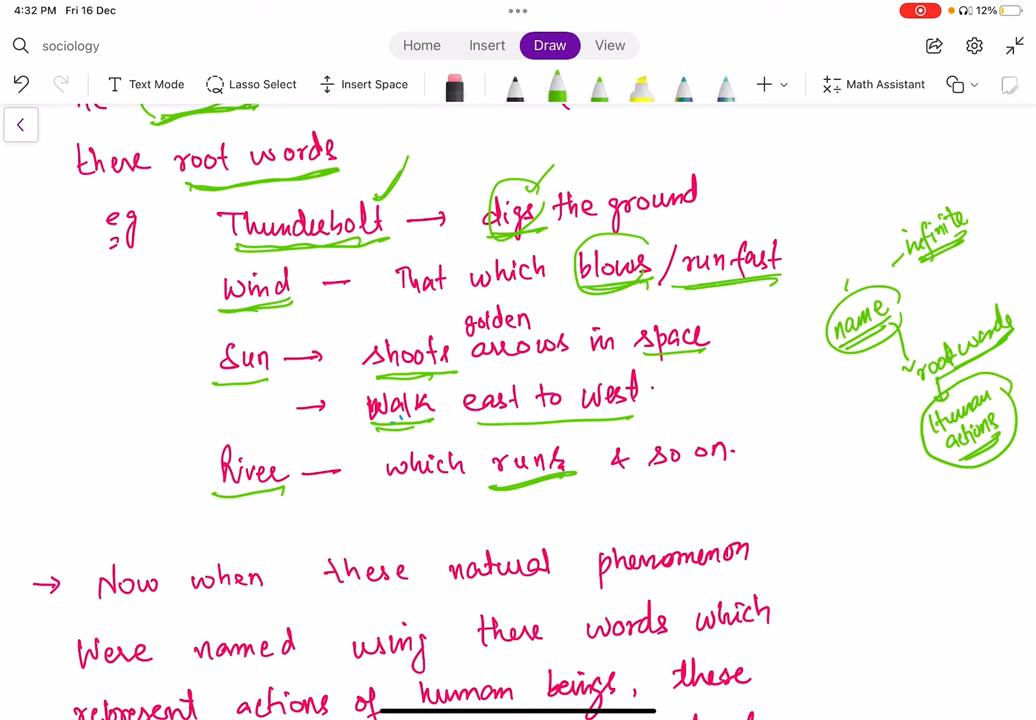 4:32 PM Fri 16 Dec
12%
sociology
Home Insert Draw View
Text Mode Lasso Select Insert Space Math Assistant
there root words
eg Thunderbolt → digs the ground
Wind — That which blows / run fast
infinite
golden
name
Sun → shoots arrows in space
root words
→ Walk east to west.
Human actions
River — which runs & so on.
→ Now when these natural phenomenon
Were named using there words which
represent actions of human beings, these